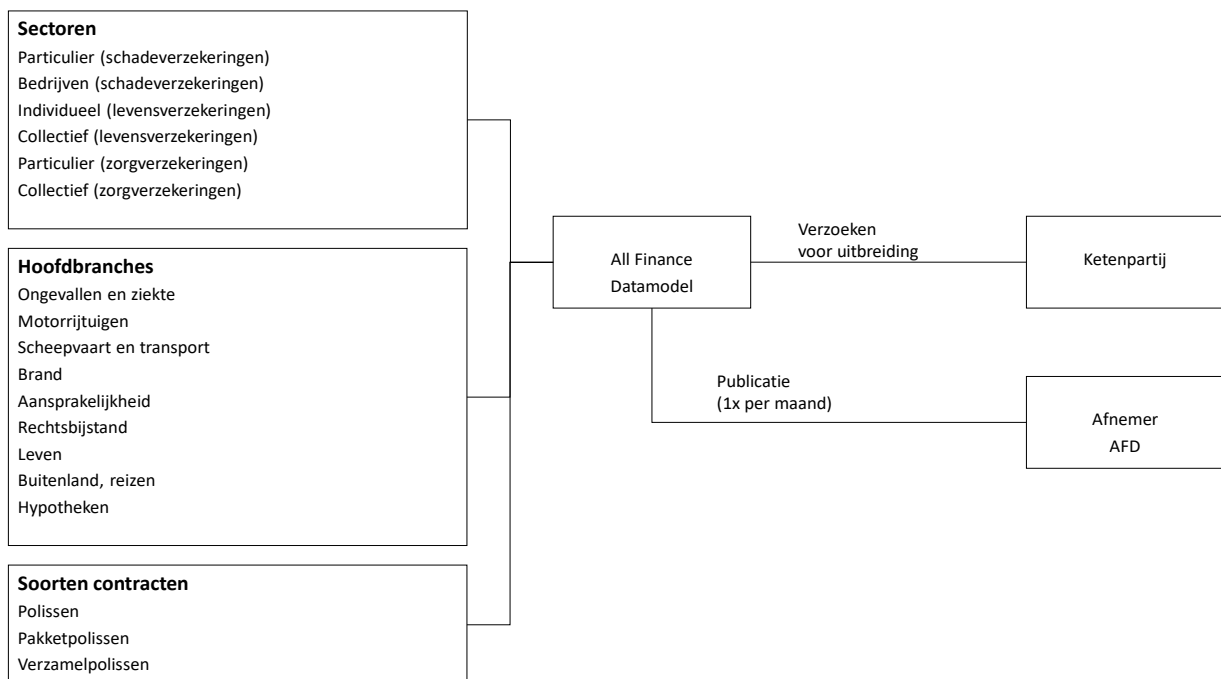 Sectoren
Particulier (schadeverzekeringen)
Bedrijven (schadeverzekeringen)
Individueel (levensverzekeringen)
Collectief (levensverzekeringen)
Particulier (zorgverzekeringen)
Collectief (zorgverzekeringen)
Hoofdbranches
Ongevallen en ziekte
Motorrijtuigen
Scheepvaart en transport
Brand
Aansprakelijkheid
Rechtsbijstand
Leven
Buitenland, reizen
Hypotheken
Soorten contracten
Polissen
Pakketpolissen
Verzamelpolissen
All Finance
Datamodel
Verzoeken
voor uitbreiding
Ketenpartij
Publicatie
(1x per maand)
Afnemer
AFD